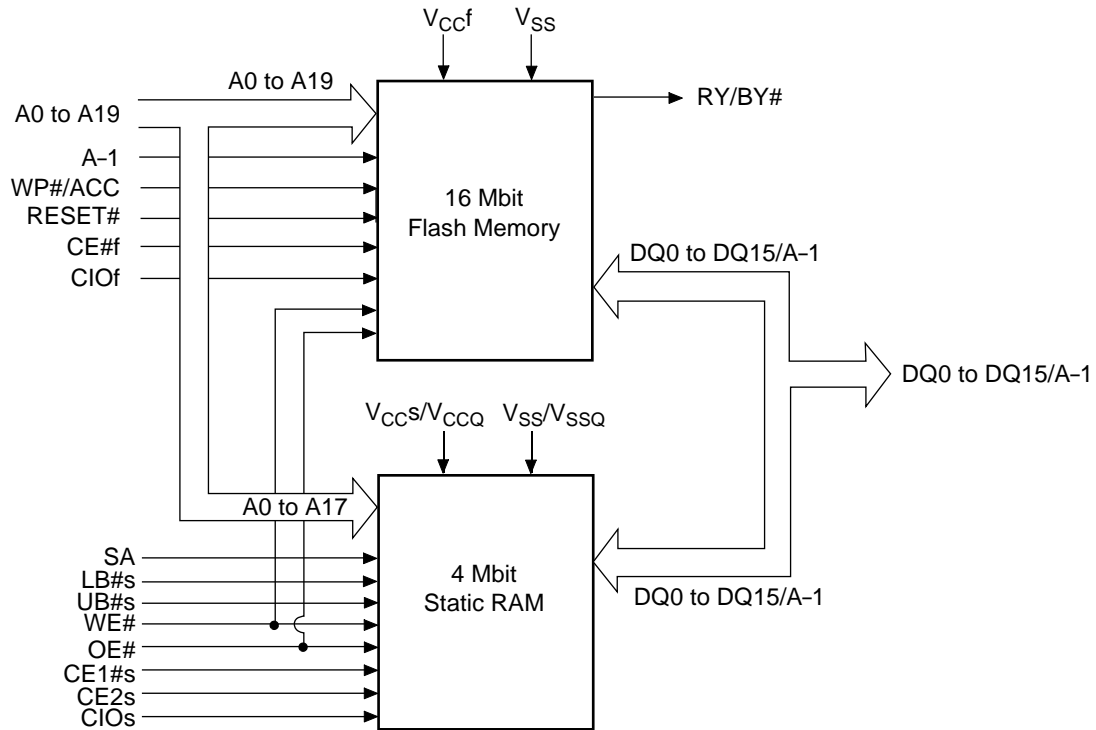 VCCf
VSS
A0 to A19
RY/BY#
A0 to A19
A–1
WP#/ACC
RESET#
CE#f
CIOf
16 Mbit
Flash Memory
DQ0 to DQ15/A–1
DQ0 to DQ15/A–1
VCCs/VCCQ
VSS/VSSQ
A0 to A17
SA
LB#s
UB#s
WE#
OE#
CE1#s
CE2s
CIOs
4 Mbit
Static RAM
DQ0 to DQ15/A–1